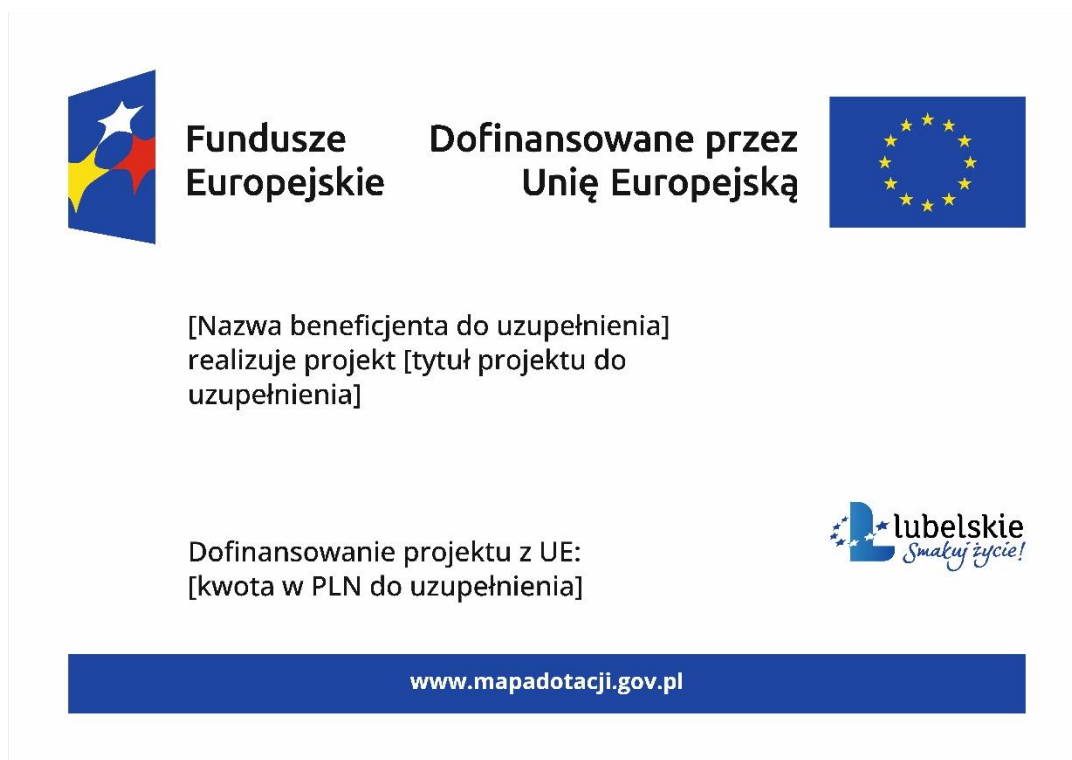 Fundusze
Europejskie
Dofinansowane przez
Unię Europejską
[Nazwa beneficjenta do uzupełnienia]
realizuje projekt [tytuł projektu do
uzupełnienia]
Dofinansowanie projektu z UE:
[kwota w PLN do uzupełnienia]
lubelskie
Smakuj życie!
www.mapadotacji.gov.pl